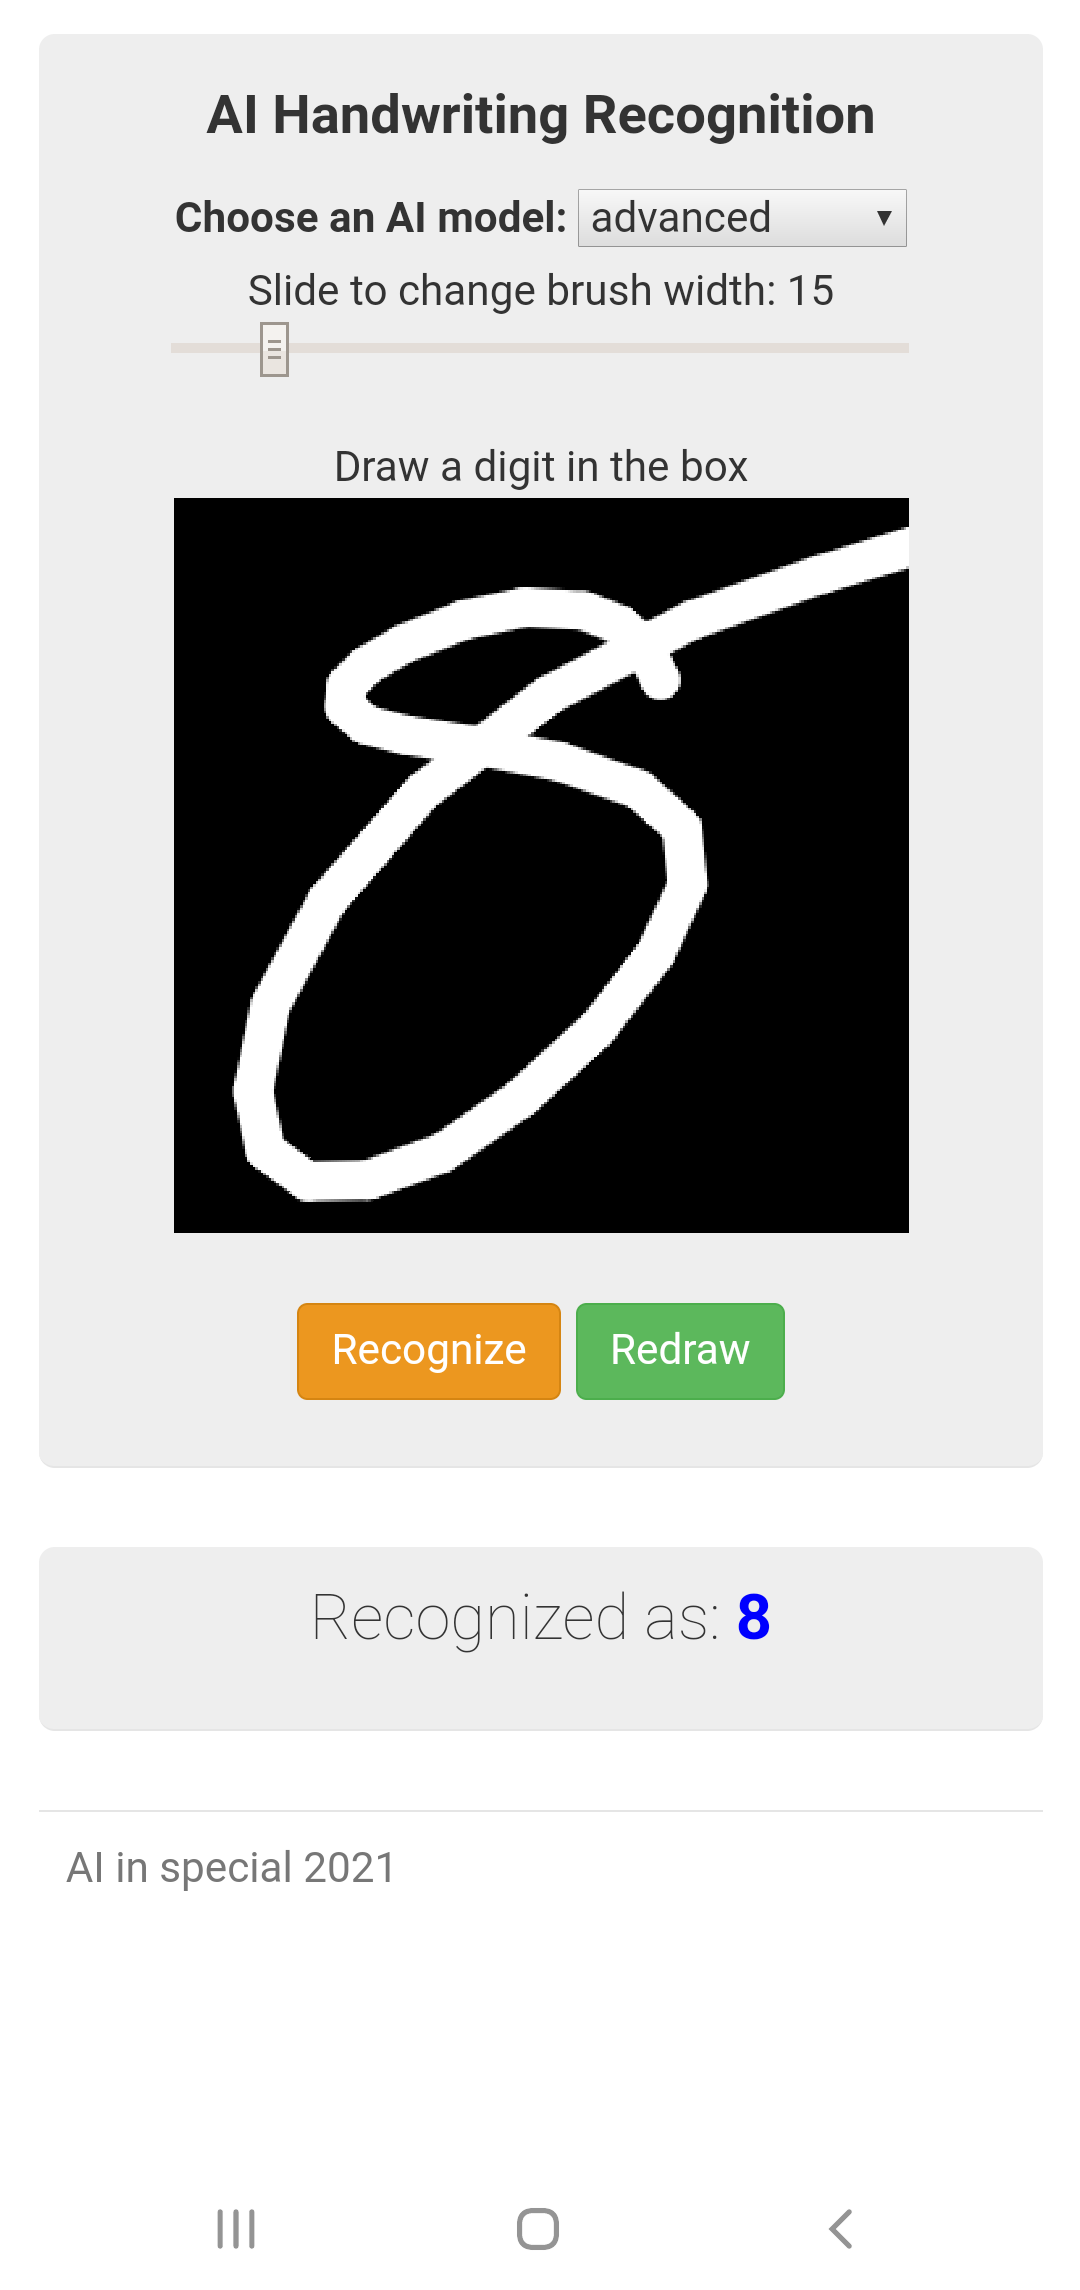 AI Handwriting Recognition
Choose an AI model: advanced
Slide to change brush width: 15
Draw a digit in the box
8
Recognize Redraw
Recognized as: 8
AI in special 2021